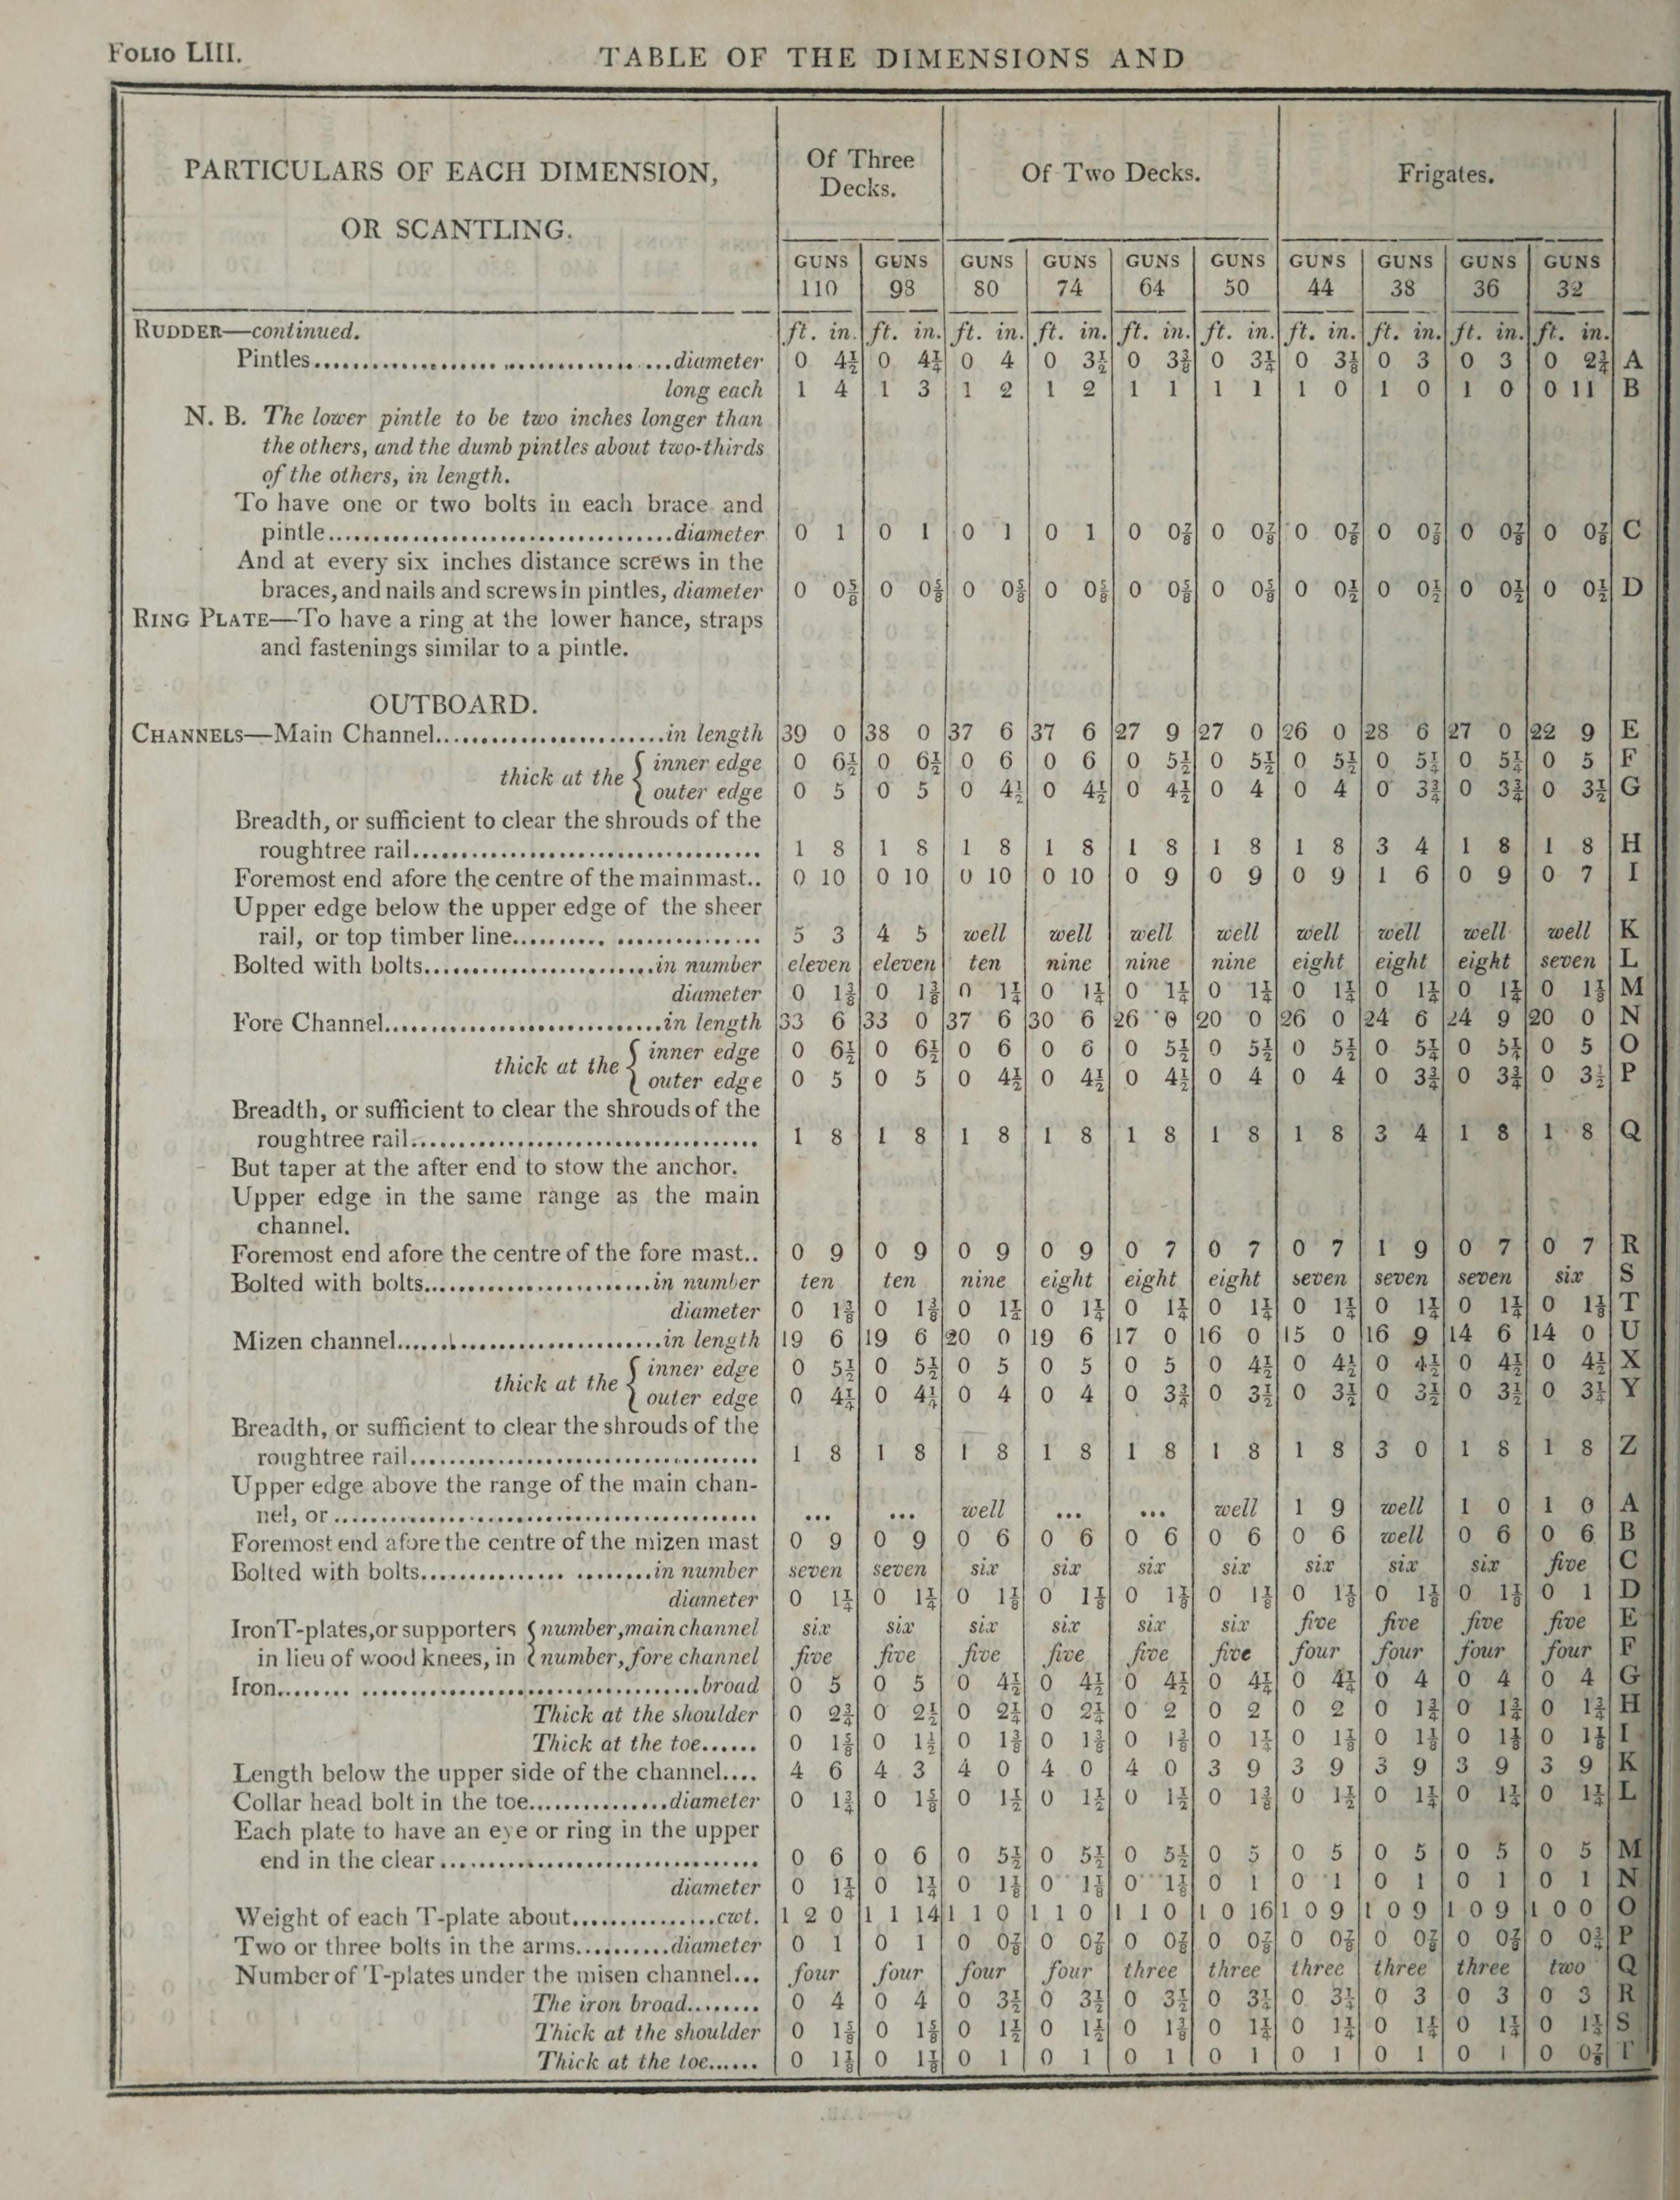 FOLIO LIII. TABLE OF THE DIMENSIONS AND
PARTICULARS OF EACH DIMENSION,
OR SCANTLING.
Of Three
Decks.
Of Two Decks.
Frigates.
GUNS GUNS GUNS GUNS GUNS GUNS GUNS GUNS GUNS GUNS
110 98 80 74 64 50 44 38 36 32
RUDDER—continued. ft. in. ft. in. ft. in. ft. in. ft. in. ft. in. ft. in. ft. in. ft. in. ft. in.
Pintles.....diameter 0 4½ 0 4¼ 0 4 0 3½ 0 3⅜ 0 3¼ 0 3⅛ 0 3 0 3 0 2¾ A
long each 1 4 1 3 1 2 1 2 1 1 1 1 1 0 1 0 1 0 0 11 B
N. B. The lower pintle to be two inches longer than
the others, and the dumb pintles about two-thirds
of the others, in length.
To have one or two bolts in each brace and
pintle.....diameter 0 1 0 1 0 1 0 1 0 0⅞ 0 0⅞ 0 0⅞ 0 0⅞ 0 0⅞ 0 0⅞ C
And at every six inches distance screws in the
braces, and nails and screws in pintles, diameter 0 0⅝ 0 0⅝ 0 0⅝ 0 0⅝ 0 0⅝ 0 0⅝ 0 0½ 0 0½ 0 0½ 0 0½ D
RING PLATE—To have a ring at the lower hance, straps
and fastenings similar to a pintle.
OUTBOARD.
CHANNELS—Main Channel.....in length 39 0 38 0 37 6 37 6 27 9 27 0 26 0 28 6 27 0 22 9 E
thick at the { inner edge 0 6½ 0 6½ 0 6 0 6 0 5½ 0 5½ 0 5½ 0 5¼ 0 5¼ 0 5 F
outer edge 0 5 0 5 0 4½ 0 4½ 0 4½ 0 4 0 4 0 3¾ 0 3¾ 0 3½ G
Breadth, or sufficient to clear the shrouds of the
roughtree rail..... 1 8 1 8 1 8 1 8 1 8 1 8 1 8 3 4 1 8 1 8 H
Foremost end afore the centre of the mainmast.. 0 10 0 10 0 10 0 10 0 9 0 9 0 9 1 6 0 9 0 7 I
Upper edge below the upper edge of the sheer
rail, or top timber line..... 5 3 4 5 well well well well well well well well K
Bolted with bolts.....in number eleven eleven ten nine nine nine eight eight eight seven L
diameter 0 1⅜ 0 1⅜ 0 1¼ 0 1¼ 0 1¼ 0 1¼ 0 1¼ 0 1¼ 0 1¼ 0 1⅛ M
Fore Channel.....in length 33 6 33 0 37 6 30 6 26 0 20 0 26 0 24 6 24 9 20 0 N
thick at the { inner edge 0 6½ 0 6½ 0 6 0 6 0 5½ 0 5½ 0 5½ 0 5¼ 0 5¼ 0 5 O
outer edge 0 5 0 5 0 4½ 0 4½ 0 4½ 0 4 0 4 0 3¾ 0 3¾ 0 3½ P
Breadth, or sufficient to clear the shrouds of the
roughtree rail..... 1 8 1 8 1 8 1 8 1 8 1 8 1 8 3 4 1 8 1 8 Q
But taper at the after end to stow the anchor.
Upper edge in the same range as the main
channel.
Foremost end afore the centre of the fore mast.. 0 9 0 9 0 9 0 9 0 7 0 7 0 7 1 9 0 7 0 7 R
Bolted with bolts.....in number ten ten nine eight eight eight seven seven seven six S
diameter 0 1⅜ 0 1⅜ 0 1¼ 0 1¼ 0 1¼ 0 1¼ 0 1¼ 0 1¼ 0 1¼ 0 1⅛ T
Mizen channel.....in length 19 6 19 6 20 0 19 6 17 0 16 0 15 0 16 9 14 6 14 0 U
thick at the { inner edge 0 5½ 0 5½ 0 5 0 5 0 5 0 4½ 0 4½ 0 4½ 0 4½ 0 4½ X
outer edge 0 4¼ 0 4¼ 0 4 0 4 0 3¾ 0 3½ 0 3½ 0 3½ 0 3½ 0 3¼ Y
Breadth, or sufficient to clear the shrouds of the
roughtree rail..... 1 8 1 8 1 8 1 8 1 8 1 8 1 8 3 0 1 8 1 8 Z
Upper edge above the range of the main chan-
nel, or..... ... ... well ... ... well 1 9 well 1 0 1 0 A
Foremost end afore the centre of the mizen mast 0 9 0 9 0 6 0 6 0 6 0 6 0 6 well 0 6 0 6 B
Bolted with bolts.....in number seven seven six six six six six six six five C
diameter 0 1¼ 0 1¼ 0 1⅛ 0 1⅛ 0 1⅛ 0 1⅛ 0 1⅛ 0 1⅛ 0 1⅛ 0 1 D
Iron T-plates, or supporters { number, main channel six six six six six six five five five five E
in lieu of wood knees, in { number, fore channel five five five five five five four four four four F
Iron.....broad 0 5 0 5 0 4½ 0 4½ 0 4½ 0 4¼ 0 4¼ 0 4 0 4 0 4 G
Thick at the shoulder 0 2¾ 0 2½ 0 2¼ 0 2¼ 0 2 0 2 0 2 0 1¾ 0 1¾ 0 1¾ H
Thick at the toe...... 0 1⅝ 0 1½ 0 1⅜ 0 1⅜ 0 1⅜ 0 1¼ 0 1⅛ 0 1⅛ 0 1⅛ 0 1⅛ I
Length below the upper side of the channel.... 4 6 4 3 4 0 4 0 4 0 3 9 3 9 3 9 3 9 3 9 K
Collar head bolt in the toe.....diameter 0 1¾ 0 1⅝ 0 1½ 0 1½ 0 1½ 0 1⅜ 0 1½ 0 1¼ 0 1¼ 0 1¼ L
Each plate to have an eye or ring in the upper
end in the clear..... 0 6 0 6 0 5½ 0 5½ 0 5½ 0 5 0 5 0 5 0 5 0 5 M
diameter 0 1¼ 0 1¼ 0 1⅛ 0 1⅛ 0 1⅛ 0 1 0 1 0 1 0 1 0 1 N
Weight of each T-plate about.....cwt. 1 2 0 1 1 14 1 1 0 1 1 0 1 1 0 1 0 16 1 0 9 1 0 9 1 0 9 1 0 0 O
Two or three bolts in the arms.....diameter 0 1 0 1 0 0⅞ 0 0⅞ 0 0⅞ 0 0⅞ 0 0⅞ 0 0⅞ 0 0⅞ 0 0¾ P
Number of T-plates under the misen channel... four four four four three three three three three two Q
The iron broad........ 0 4 0 4 0 3½ 0 3½ 0 3½ 0 3¼ 0 3¼ 0 3 0 3 0 3 R
Thick at the shoulder 0 1⅝ 0 1⅝ 0 1½ 0 1½ 0 1⅜ 0 1¼ 0 1¼ 0 1¼ 0 1¼ 0 1¼ S
Thick at the toe...... 0 1⅛ 0 1⅛ 0 1 0 1 0 1 0 1 0 1 0 1 0 1 0 0⅞ T